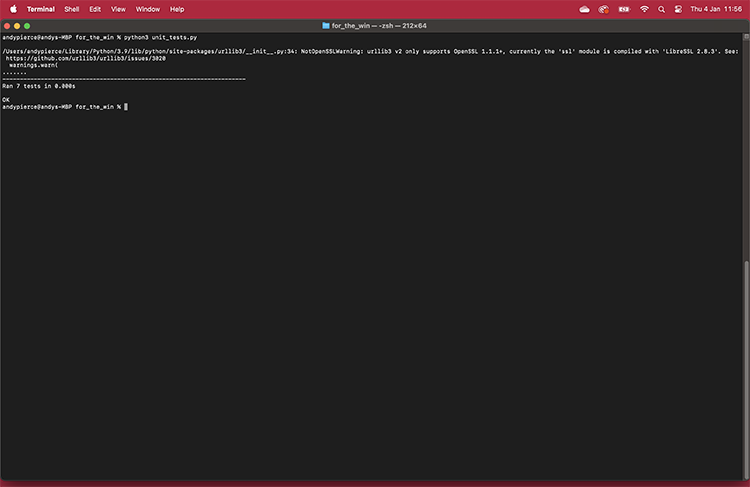 Terminal Shell Edit View Window Help Thu 4 Jan 11:56
for_the_win — -zsh — 212×64
andypierce@andys-MBP for_the_win % python3 unit_tests.py
/Users/andypierce/Library/Python/3.9/lib/python/site-packages/urllib3/__init__.py:34: NotOpenSSLWarning: urllib3 v2 only supports OpenSSL 1.1.1+, currently the 'ssl' module is compiled with 'LibreSSL 2.8.3'. See:
https://github.com/urllib3/urllib3/issues/3020
warnings.warn(
.......
----------------------------------------------------------------------
Ran 7 tests in 0.000s
OK
andypierce@andys-MBP for_the_win %